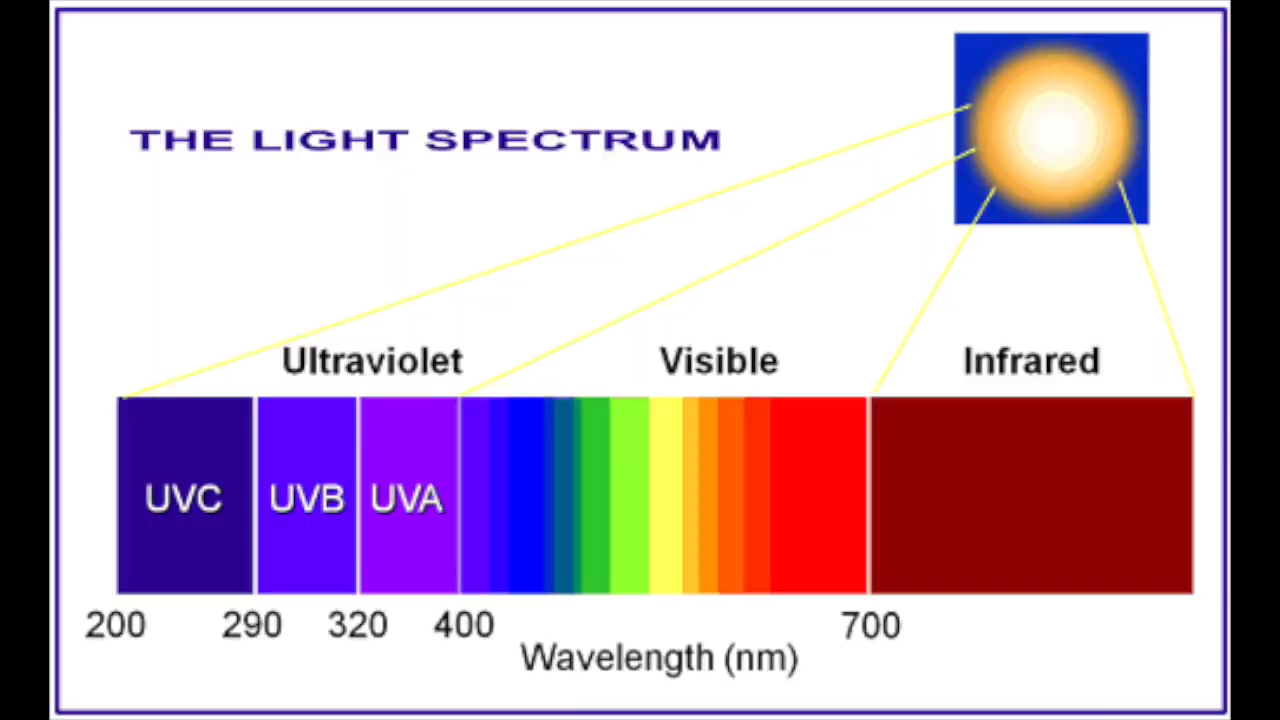 THE LIGHT SPECTRUM
Ultraviolet Visible Infrared
UVC UVB UVA
200 290 320 400 700
Wavelength (nm)